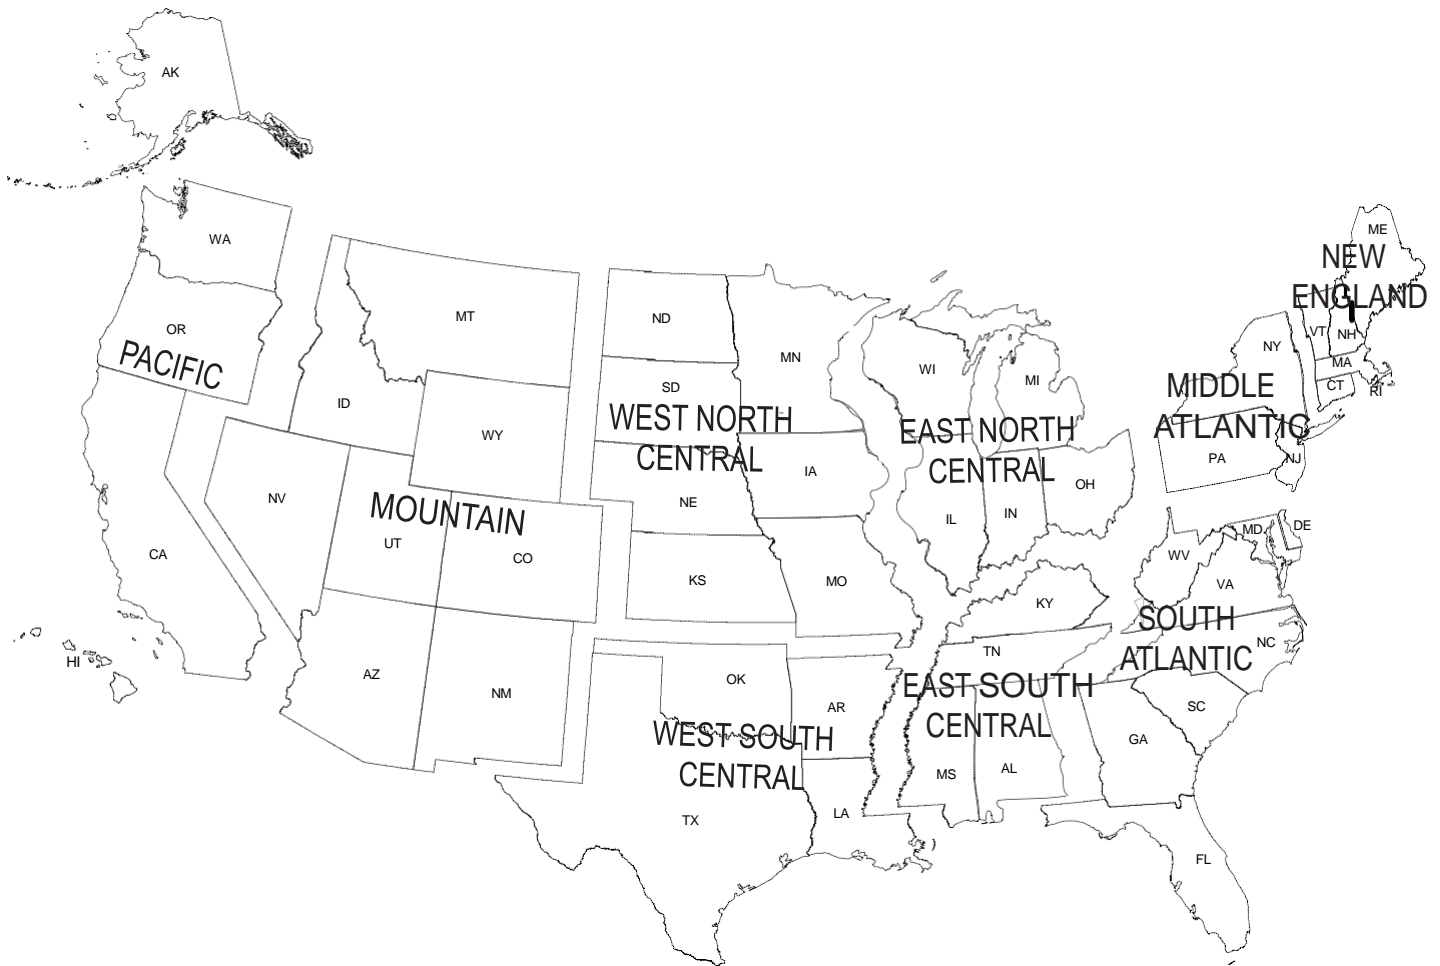 AK
WA
ME
NEW
ENGLAND
MT
ND
OR
VT
NH
NY
MN
PACIFIC
WI
MA
MI
CT
RI
SD
MIDDLE
ATLANTIC
ID
WEST NORTH
CENTRAL
EAST NORTH
CENTRAL
WY
PA
NJ
IA
OH
NV
NE
MOUNTAIN
IL
IN
DE
MD
UT
CA
CO
WV
KS
MO
VA
KY
SOUTH
ATLANTIC
NC
TN
HI
AZ
OK
NM
EAST SOUTH
CENTRAL
AR
SC
WEST SOUTH
CENTRAL
GA
MS
AL
LA
TX
FL